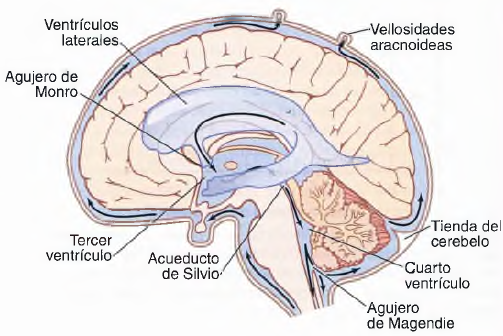 Ventrículos
laterales
Vellosidades
aracnoideas
Agujero de
Monro
Tercer
ventrículo
Acueducto
de Silvio
Tienda del
cerebelo
Cuarto
ventrículo
Agujero
de Magendie